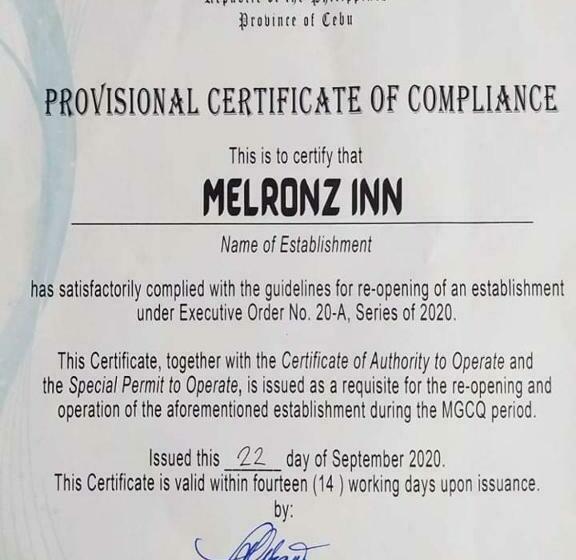 Republic of the Philippines
Province of Cebu
PROVISIONAL CERTIFICATE OF COMPLIANCE
This is to certify that
MELRONZ INN
Name of Establishment
has satisfactorily complied with the guidelines for re-opening of an establishment
under Executive Order No. 20-A, Series of 2020.
This Certificate, together with the Certificate of Authority to Operate and
the Special Permit to Operate, is issued as a requisite for the re-opening and
operation of the aforementioned establishment during the MGCQ period.
Issued this 22 day of September 2020.
This Certificate is valid within fourteen (14 ) working days upon issuance.
by: